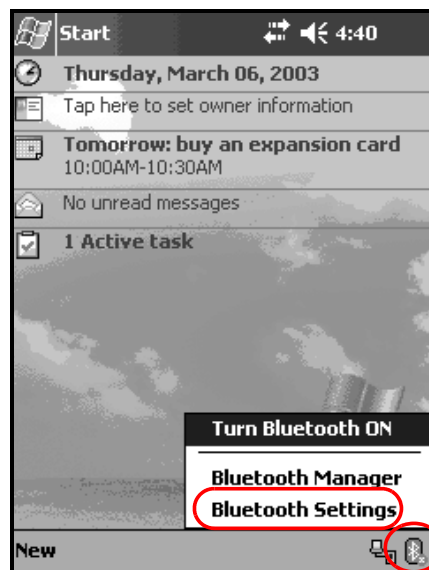 Start 4:40
Thursday, March 06, 2003
Tap here to set owner information
Tomorrow: buy an expansion card
10:00AM-10:30AM
No unread messages
1 Active task
Turn Bluetooth ON
Bluetooth Manager
Bluetooth Settings
New